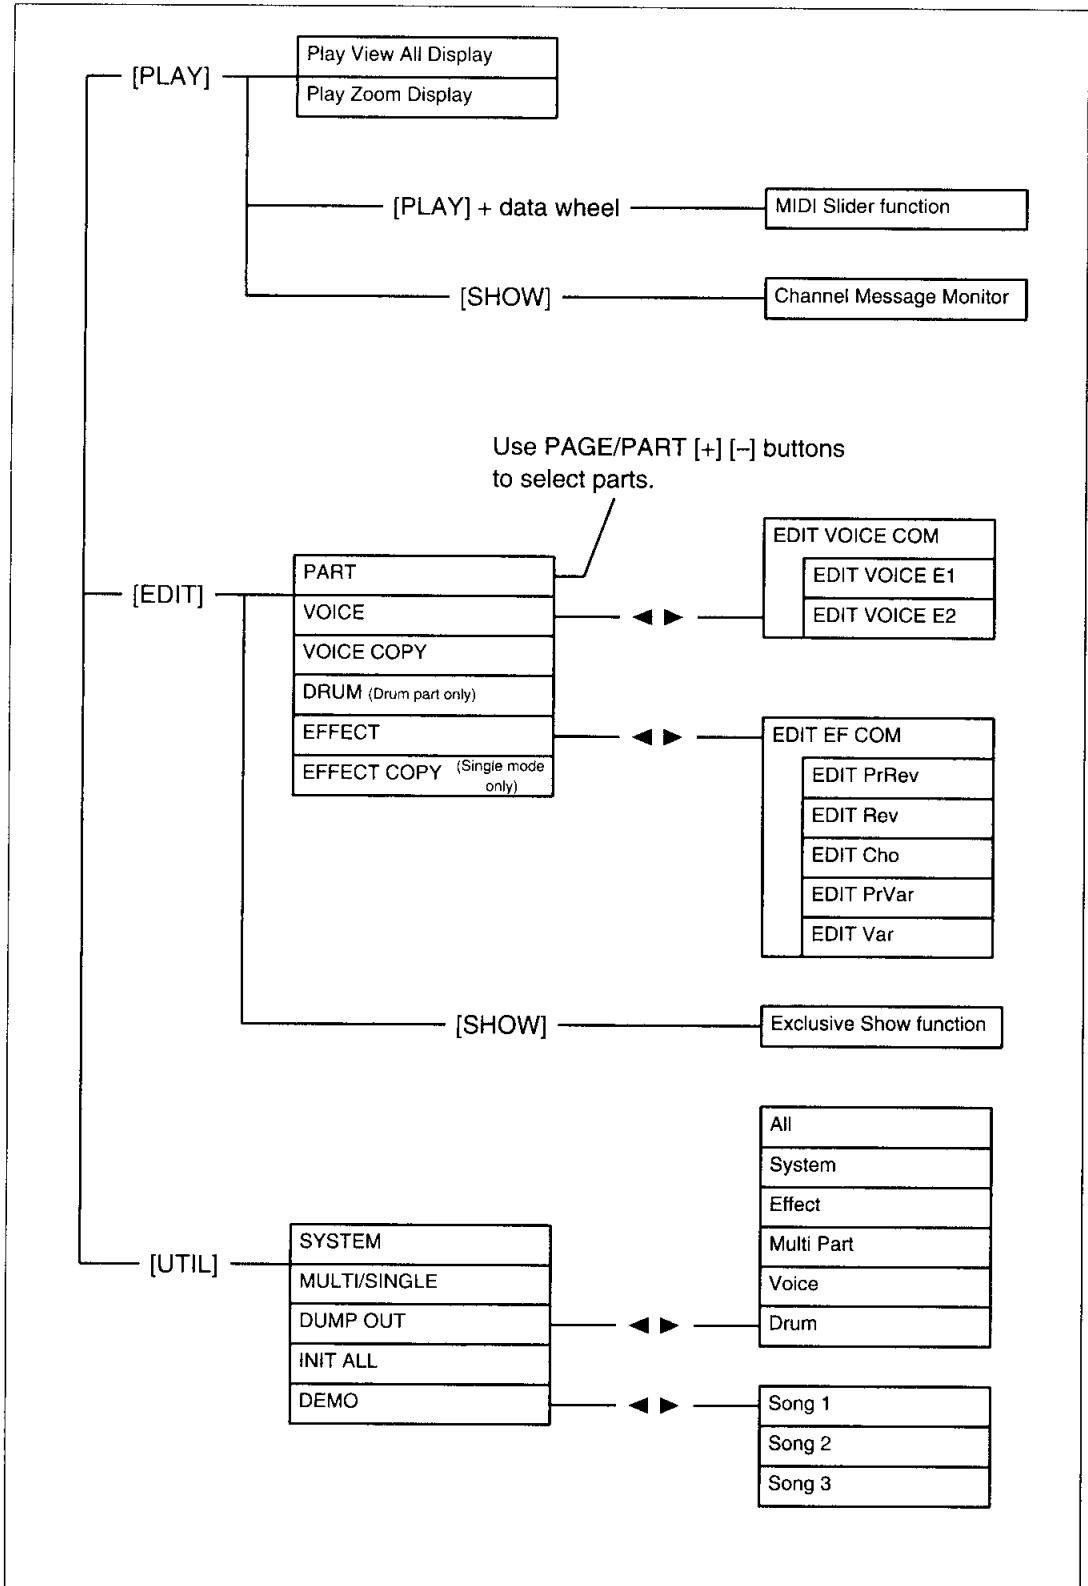 [PLAY]
Play View All Display
Play Zoom Display
[PLAY] + data wheel
MIDI Slider function
[SHOW]
Channel Message Monitor
Use PAGE/PART [+] [–] buttons
to select parts.
[EDIT]
PART
VOICE
VOICE COPY
DRUM (Drum part only)
EFFECT
EFFECT COPY (Single mode
only)
EDIT VOICE COM
EDIT VOICE E1
EDIT VOICE E2
EDIT EF COM
EDIT PrRev
EDIT Rev
EDIT Cho
EDIT PrVar
EDIT Var
[SHOW]
Exclusive Show function
[UTIL]
SYSTEM
MULTI/SINGLE
DUMP OUT
INIT ALL
DEMO
All
System
Effect
Multi Part
Voice
Drum
Song 1
Song 2
Song 3